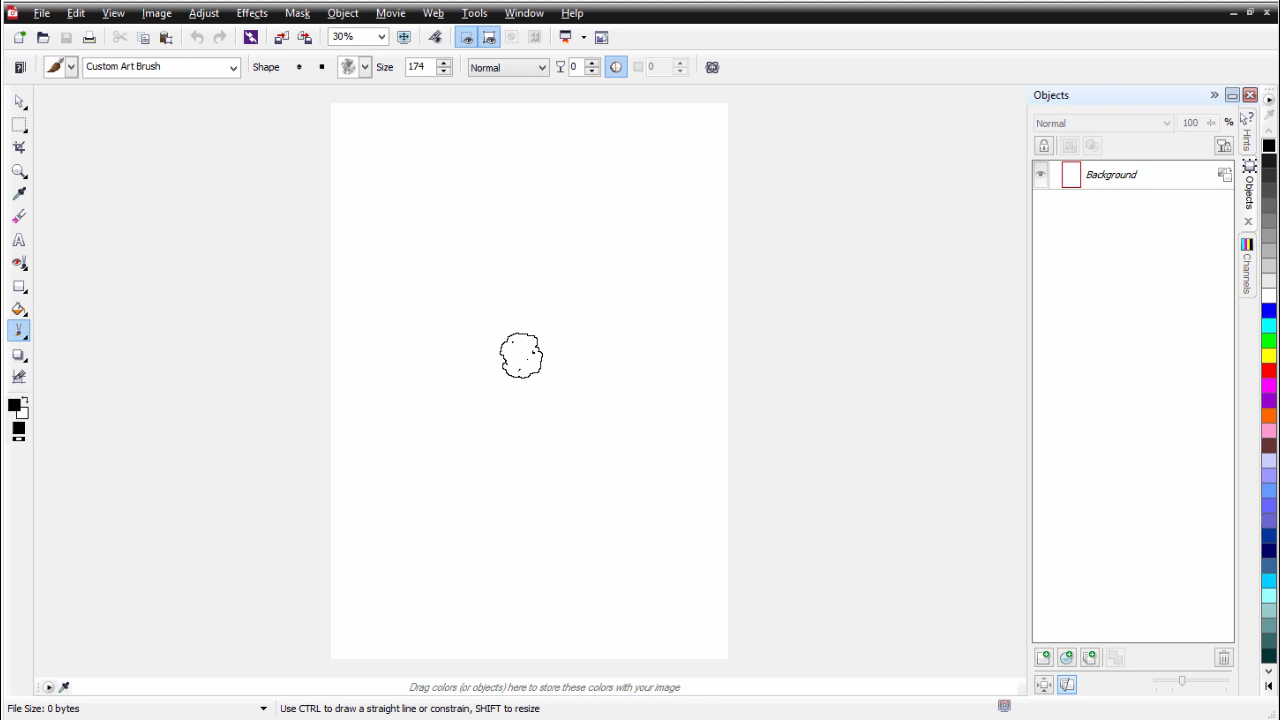 File Edit View Image Adjust Effects Mask Object Movie Web Tools Window Help
30%
Custom Art Brush Shape Size 174 Normal 0 0
Objects
Normal 100 %
Hints
Background
Objects
Channels
Drag colors (or objects) here to store these colors with your image
File Size: 0 bytes Use CTRL to draw a straight line or constrain, SHIFT to resize